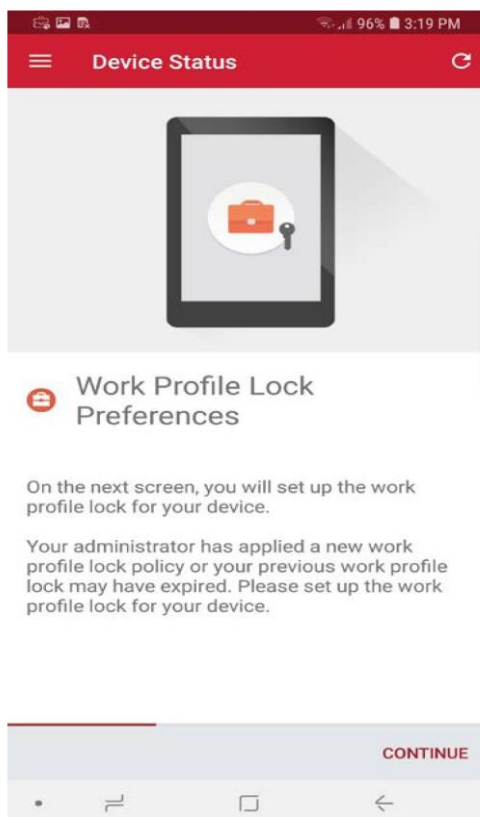 96% 3:19 PM
Device Status
Work Profile Lock
Preferences
On the next screen, you will set up the work
profile lock for your device.
Your administrator has applied a new work
profile lock policy or your previous work profile
lock may have expired. Please set up the work
profile lock for your device.
CONTINUE